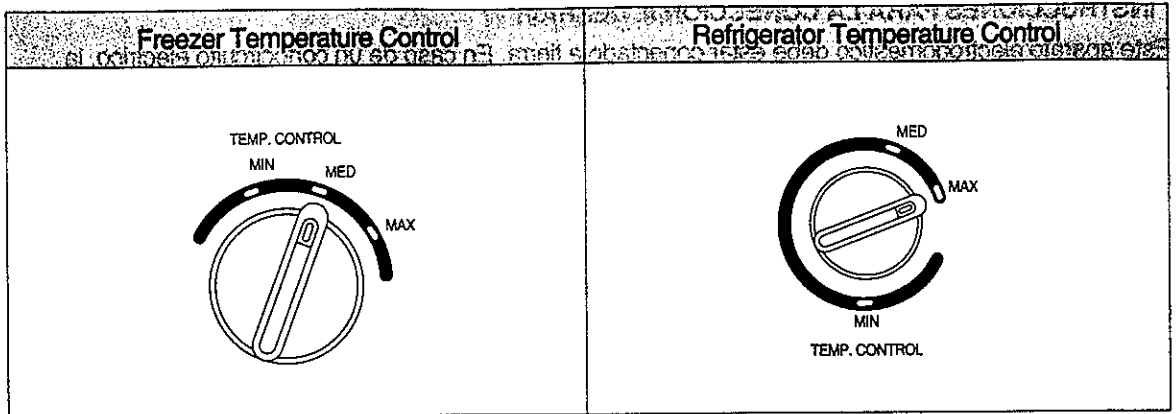 Freezer Temperature Control
Refrigerator Temperature Control
TEMP. CONTROL
MIN
MED
MAX
MED
MAX
MIN
TEMP. CONTROL